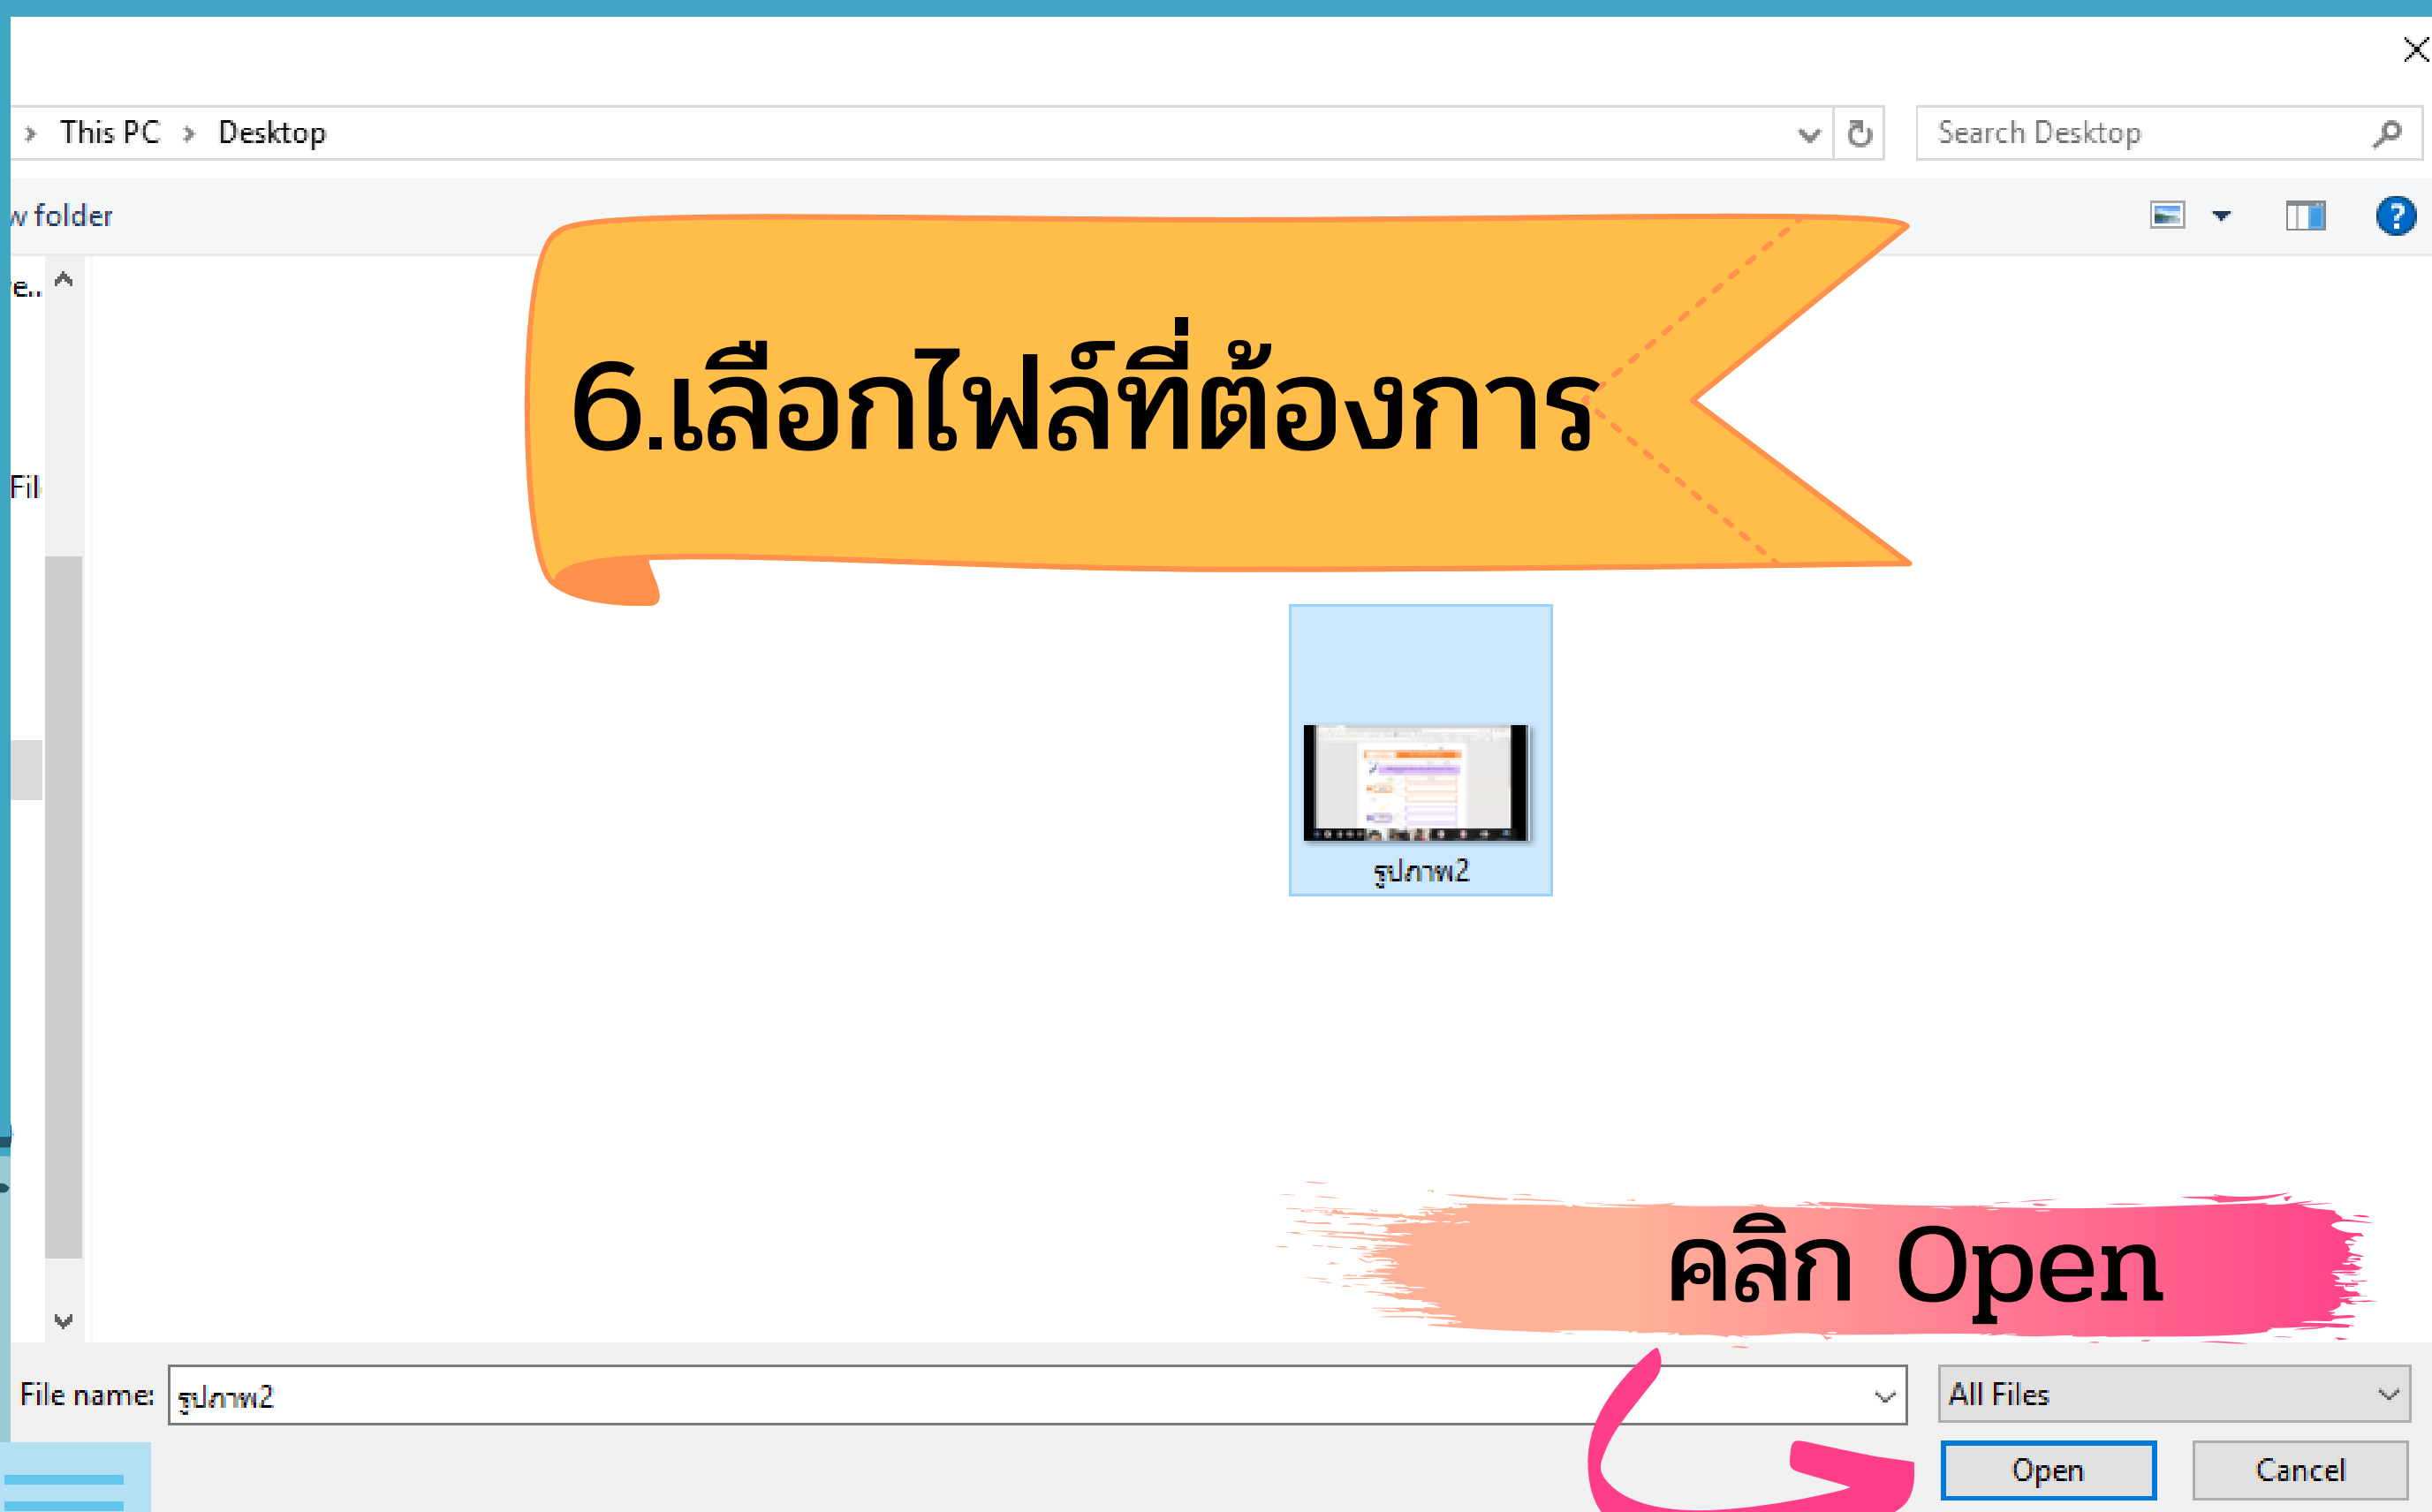 This PC
Desktop
Search Desktop
w folder
e..
6.เลือกไฟล์ที่ต้องการ
Fil
รูปภาพ2
คลิก Open
File name:
รูปภาพ2
All Files
Open
Cancel